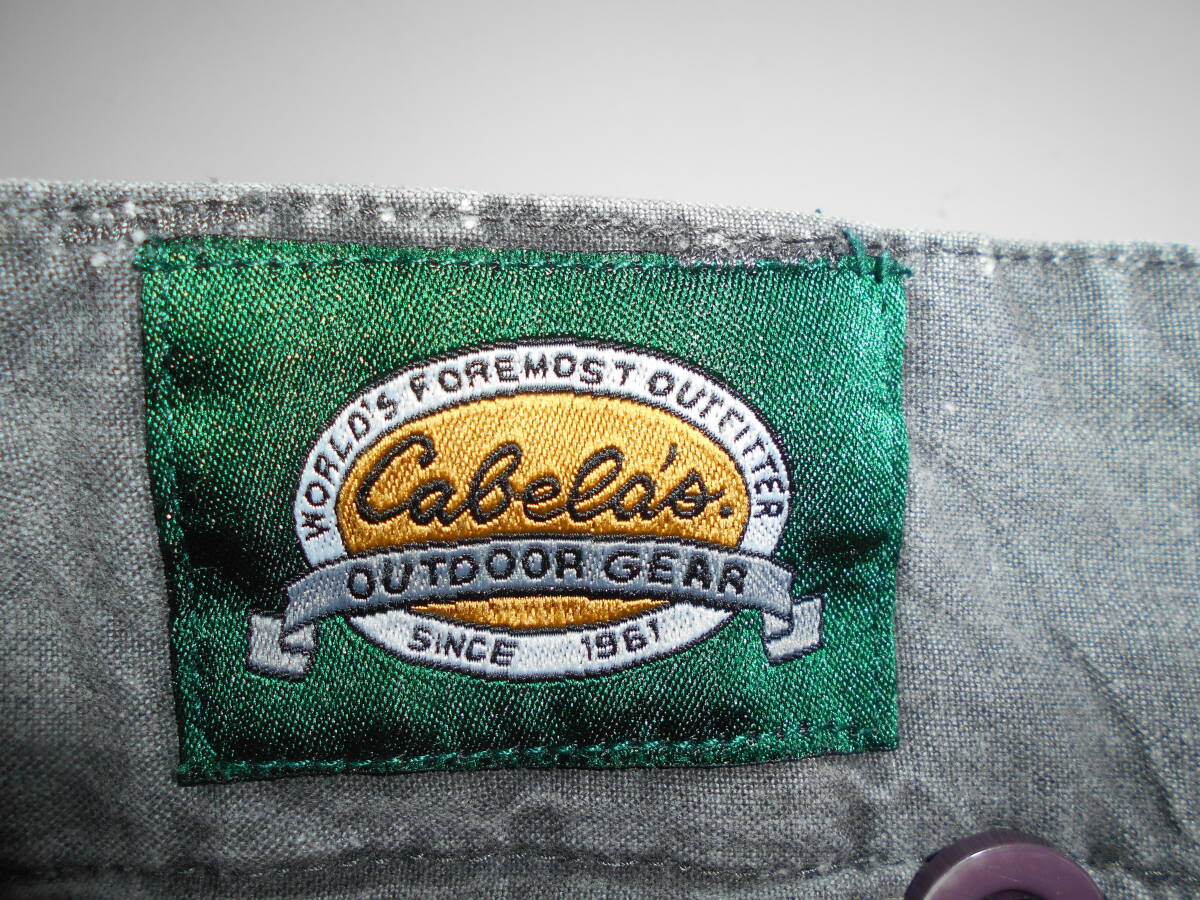 WORLD'S FOREMOST OUTFITTER
Cabela's.
OUTDOOR GEAR
SINCE 1961